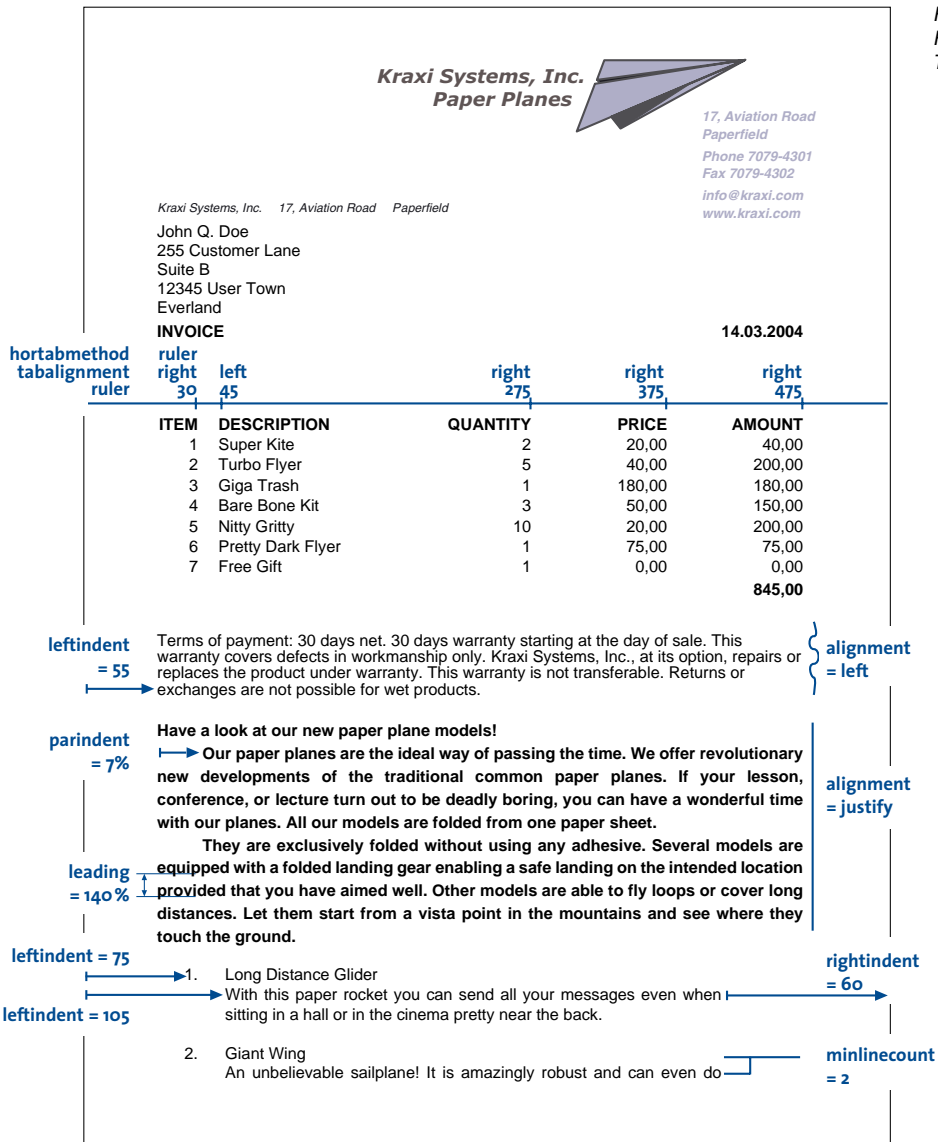 Kraxi Systems, Inc.
Paper Planes
17, Aviation Road
Paperfield
Phone 7079-4301
Fax 7079-4302
info@kraxi.com
www.kraxi.com
Kraxi Systems, Inc. 17, Aviation Road Paperfield
John Q. Doe
255 Customer Lane
Suite B
12345 User Town
Everland
INVOICE 14.03.2004
hortabmethod ruler
tabalignment right left right right right
ruler 30 45 275 375 475
ITEM DESCRIPTION QUANTITY PRICE AMOUNT
1 Super Kite 2 20,00 40,00
2 Turbo Flyer 5 40,00 200,00
3 Giga Trash 1 180,00 180,00
4 Bare Bone Kit 3 50,00 150,00
5 Nitty Gritty 10 20,00 200,00
6 Pretty Dark Flyer 1 75,00 75,00
7 Free Gift 1 0,00 0,00
845,00
leftindent
= 55
Terms of payment: 30 days net. 30 days warranty starting at the day of sale. This
warranty covers defects in workmanship only. Kraxi Systems, Inc., at its option, repairs or
replaces the product under warranty. This warranty is not transferable. Returns or
exchanges are not possible for wet products.
alignment
= left
Have a look at our new paper plane models!
parindent
= 7%
Our paper planes are the ideal way of passing the time. We offer revolutionary
new developments of the traditional common paper planes. If your lesson,
conference, or lecture turn out to be deadly boring, you can have a wonderful time
with our planes. All our models are folded from one paper sheet.
alignment
= justify
They are exclusively folded without using any adhesive. Several models are
equipped with a folded landing gear enabling a safe landing on the intended location
provided that you have aimed well. Other models are able to fly loops or cover long
distances. Let them start from a vista point in the mountains and see where they
touch the ground.
leading
= 140%
leftindent = 75
1. Long Distance Glider
With this paper rocket you can send all your messages even when
sitting in a hall or in the cinema pretty near the back.
leftindent = 105
rightindent
= 60
2. Giant Wing
An unbelievable sailplane! It is amazingly robust and can even do
minlinecount
= 2